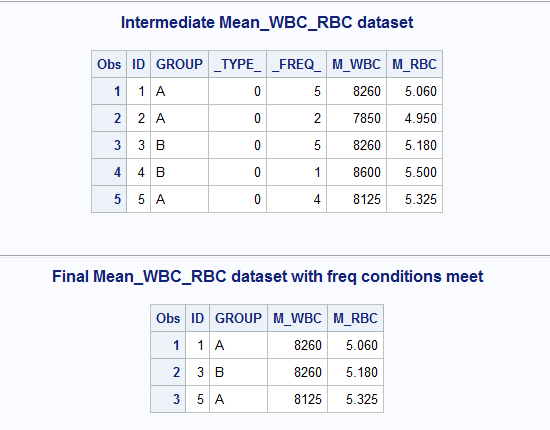 Intermediate Mean_WBC_RBC dataset
Obs ID GROUP _TYPE_ _FREQ_ M_WBC M_RBC
1 1 A 0 5 8260 5.060
2 2 A 0 2 7850 4.950
3 3 B 0 5 8260 5.180
4 4 B 0 1 8600 5.500
5 5 A 0 4 8125 5.325
Final Mean_WBC_RBC dataset with freq conditions meet
Obs ID GROUP M_WBC M_RBC
1 1 A 8260 5.060
2 3 B 8260 5.180
3 5 A 8125 5.325